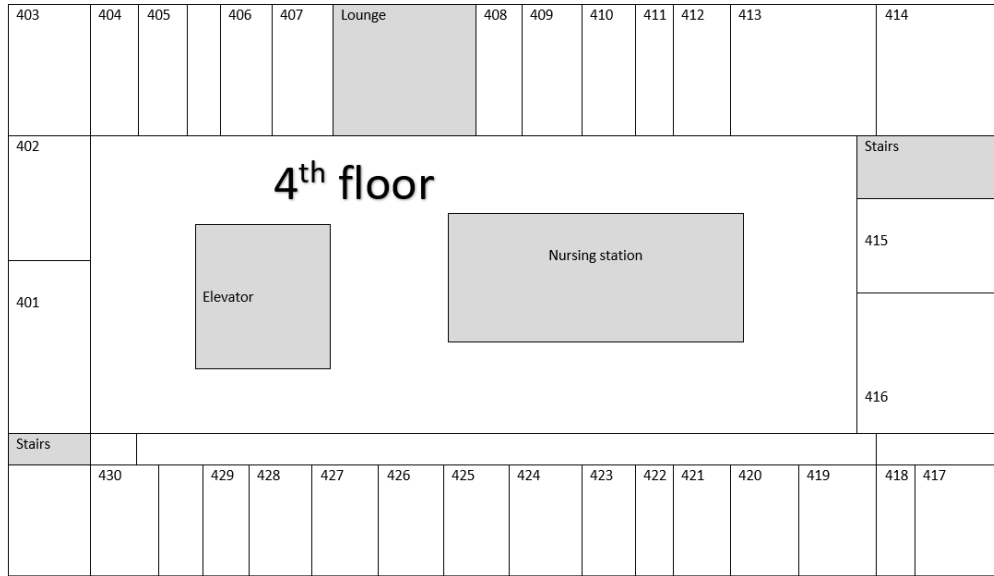 403 404 405 406 407 Lounge 408 409 410 411 412 413 414
402 Stairs
4th floor
415
Nursing station
401 Elevator
416
Stairs
430 429 428 427 426 425 424 423 422 421 420 419 418 417